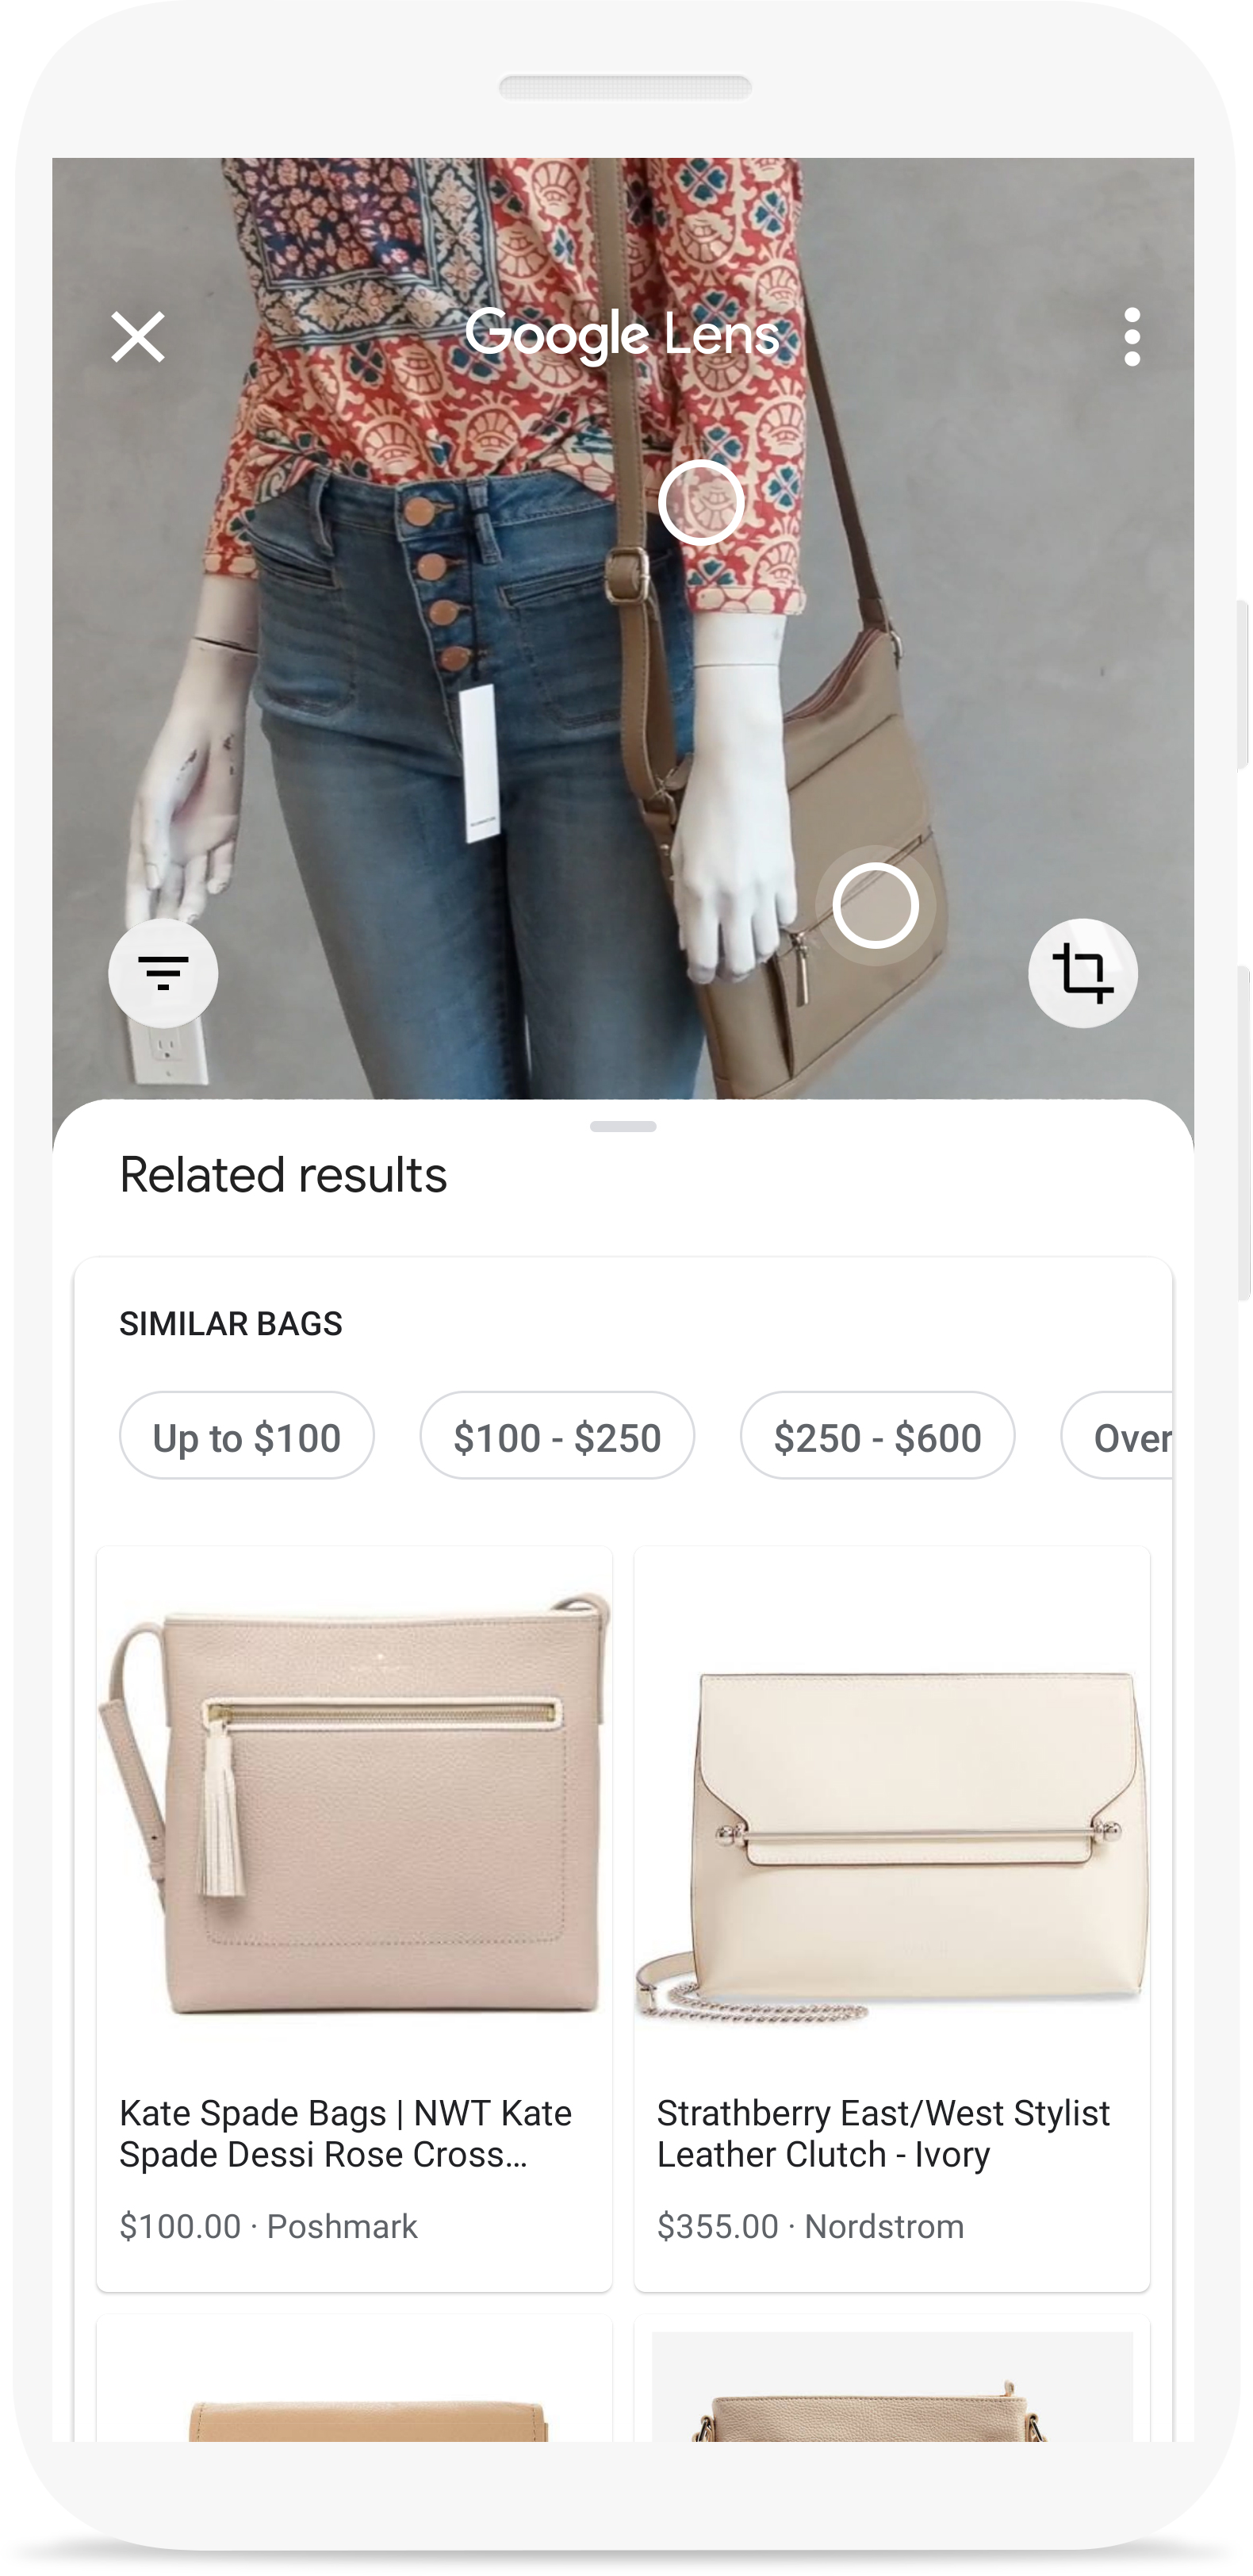 Google Lens
Related results
SIMILAR BAGS
Up to $100
$100 - $250
$250 - $600
Over
Kate Spade Bags | NWT Kate
Spade Dessi Rose Cross...
$100.00 · Poshmark
Strathberry East/West Stylist
Leather Clutch - Ivory
$355.00 · Nordstrom